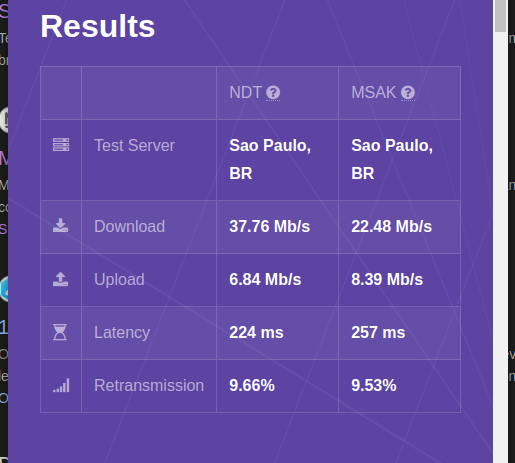 Results
NDT ? MSAK ?
Test Server Sao Paulo, BR Sao Paulo, BR
Download 37.76 Mb/s 22.48 Mb/s
Upload 6.84 Mb/s 8.39 Mb/s
Latency 224 ms 257 ms
Retransmission 9.66% 9.53%